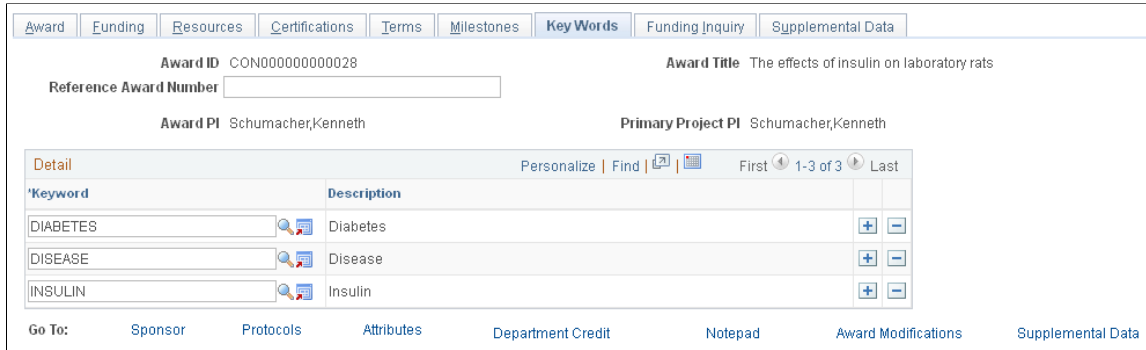 Award Funding Resources Certifications Terms Milestones Key Words Funding Inquiry Supplemental Data
Award ID CON000000000028 Award Title The effects of insulin on laboratory rats
Reference Award Number
Award PI Schumacher,Kenneth Primary Project PI Schumacher,Kenneth
Detail Personalize | Find | | First 1-3 of 3 Last
*Keyword Description
DIABETES Diabetes
DISEASE Disease
INSULIN Insulin
Go To: Sponsor Protocols Attributes Department Credit Notepad Award Modifications Supplemental Data